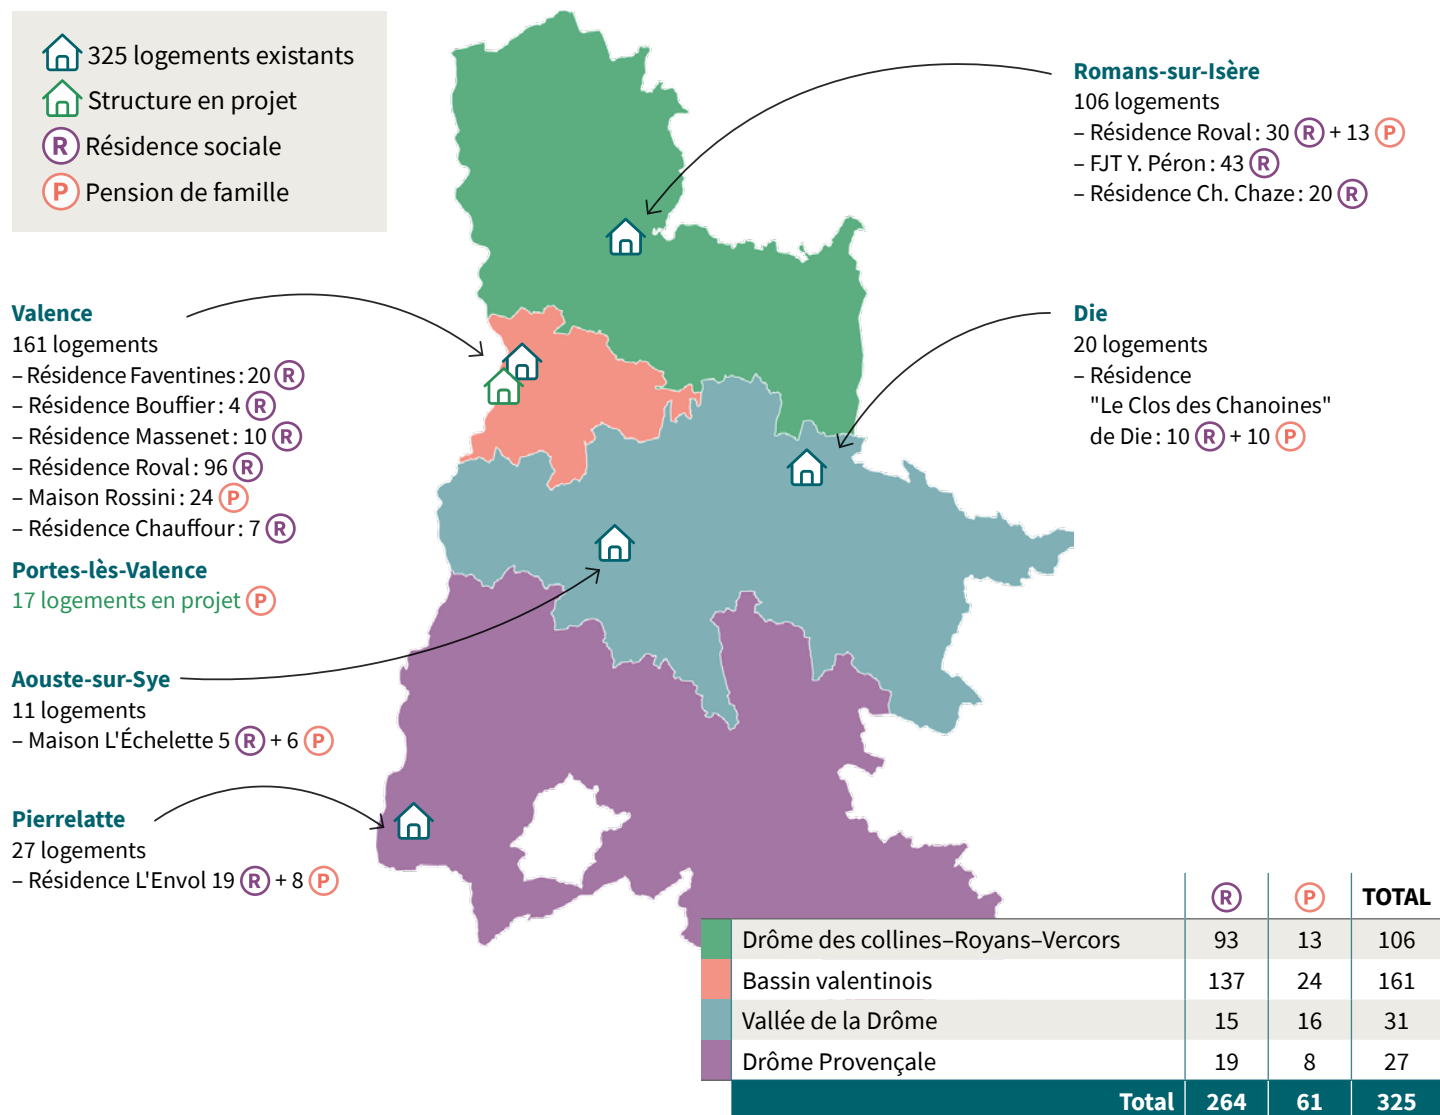 325 logements existants
Structure en projet
R Résidence sociale
P Pension de famille
Romans-sur-Isère
106 logements
– Résidence Roval : 30 R + 13 P
– FJT Y. Péron : 43 R
– Résidence Ch. Chaze : 20 R
Valence
161 logements
– Résidence Faventines : 20 R
– Résidence Bouffier : 4 R
– Résidence Massenet : 10 R
– Résidence Roval : 96 R
– Maison Rossini : 24 P
– Résidence Chauffour : 7 R
Die
20 logements
– Résidence
"Le Clos des Chanoines"
de Die : 10 R + 10 P
Portes-lès-Valence
17 logements en projet P
Aouste-sur-Sye
11 logements
– Maison L'Échelette 5 R + 6 P
Pierrelatte
27 logements
– Résidence L'Envol 19 R + 8 P
R P TOTAL
Drôme des collines–Royans–Vercors 93 13 106
Bassin valentinois 137 24 161
Vallée de la Drôme 15 16 31
Drôme Provençale 19 8 27
Total 264 61 325